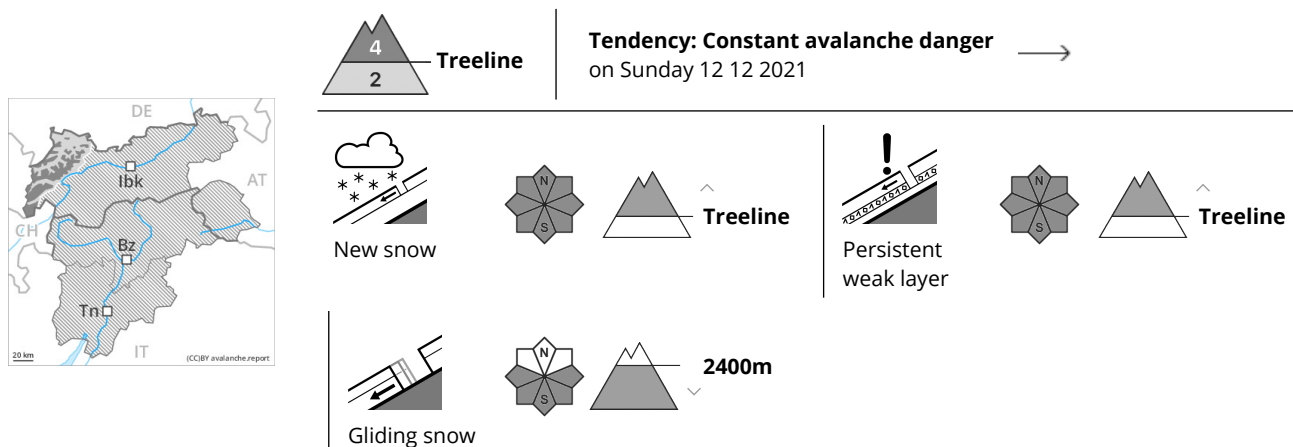 4
Treeline
2
Tendency: Constant avalanche danger
on Sunday 12 12 2021
DE
Ibk
AT
CH
Bz
Tn
IT
20 km
(CC)BY avalanche.report
N
S
Treeline
New snow
N
S
Treeline
Persistent
weak layer
N
S
2400m
Gliding snow